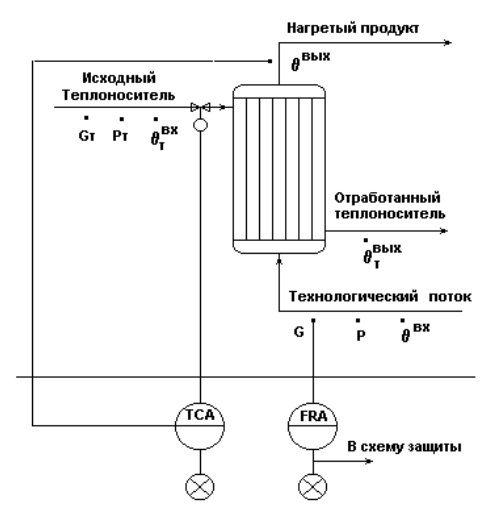 Нагретый продукт
ϑвых
Исходный
Теплоноситель
Gт Pт ϑтвх
Отработанный
теплоноситель
ϑтвых
Технологический поток
G P ϑвх
TCA FRA
В схему защиты